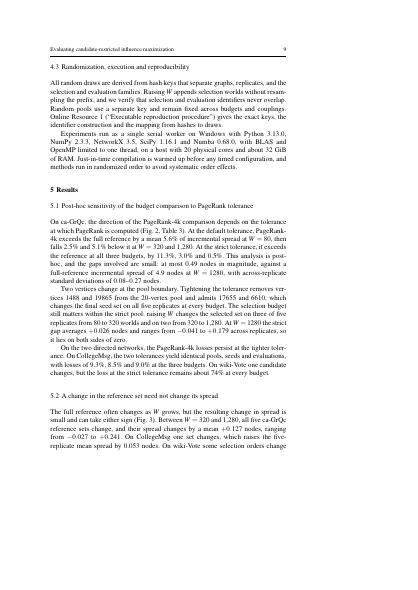 Evaluating candidate-restricted influence maximization 9
4.3 Randomization, execution and reproducibility
All random draws are derived from hash keys that separate graphs, replicates, and the
selection and evaluation families. Raising W appends selection worlds without resam-
pling the prefix, and we verify that selection and evaluation identifiers never overlap.
Random pools use a separate key and remain fixed across budgets and couplings.
Online Resource 1 ("Executable reproduction procedure") gives the exact keys, the
identifier construction and the mapping from hashes to draws.
Experiments run as a single serial worker on Windows with Python 3.13.0,
NumPy 2.3.3, NetworkX 3.5, SciPy 1.16.1 and Numba 0.68.0, with BLAS and
OpenMP limited to one thread, on a host with 20 physical cores and about 32 GiB
of RAM. Just-in-time compilation is warmed up before any timed configuration, and
methods run in randomized order to avoid systematic order effects.
5 Results
5.1 Post-hoc sensitivity of the budget comparison to PageRank tolerance
On ca-GrQc, the direction of the PageRank-4k comparison depends on the tolerance
at which PageRank is computed (Fig. 2, Table 3). At the default tolerance, PageRank-
4k exceeds the full reference by a mean 5.6% of incremental spread at W = 80, then
falls 2.5% and 5.1% below it at W = 320 and 1,280. At the strict tolerance, it exceeds
the reference at all three budgets, by 11.3%, 3.0% and 0.5%. This analysis is post-
hoc, and the gaps involved are small: at most 0.49 nodes in magnitude, against a
full-reference incremental spread of 4.9 nodes at W = 1280, with across-replicate
standard deviations of 0.08–0.27 nodes.
Two vertices change at the pool boundary. Tightening the tolerance removes ver-
tices 1488 and 19865 from the 20-vertex pool and admits 17655 and 6610, which
changes the final seed set on all five replicates at every budget. The selection budget
still matters within the strict pool: raising W changes the selected set on three of five
replicates from 80 to 320 worlds and on two from 320 to 1,280. At W = 1280 the strict
gap averages +0.026 nodes and ranges from −0.041 to +0.179 across replicates, so
it lies on both sides of zero.
On the two directed networks, the PageRank-4k losses persist at the tighter toler-
ance. On CollegeMsg, the two tolerances yield identical pools, seeds and evaluations,
with losses of 9.3%, 8.5% and 9.0% at the three budgets. On wiki-Vote one candidate
changes, but the loss at the strict tolerance remains about 74% at every budget.
5.2 A change in the reference set need not change its spread
The full reference often changes as W grows, but the resulting change in spread is
small and can take either sign (Fig. 3). Between W = 320 and 1,280, all five ca-GrQc
reference sets change, and their spread changes by a mean +0.127 nodes, ranging
from −0.027 to +0.241. On CollegeMsg one set changes, which raises the five-
replicate mean spread by 0.053 nodes. On wiki-Vote some selection orders change